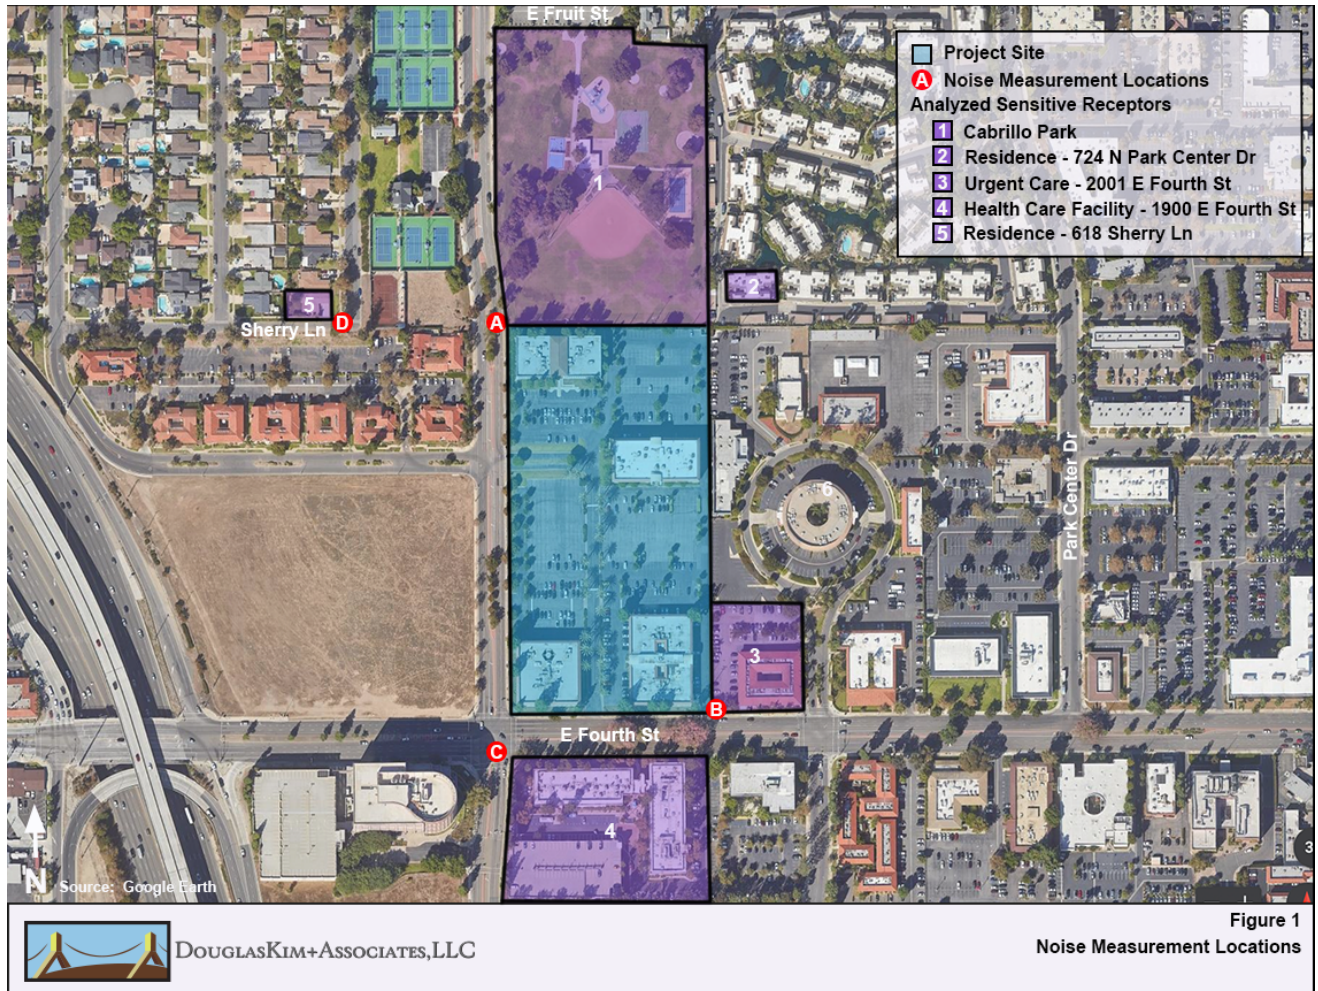 E Fruit St
Project Site
A Noise Measurement Locations
Analyzed Sensitive Receptors
1 Cabrillo Park
2 Residence - 724 N Park Center Dr
3 Urgent Care - 2001 E Fourth St
4 Health Care Facility - 1900 E Fourth St
5 Residence - 618 Sherry Ln
1
2
5
D
Sherry Ln
A
6
Park Center Dr
3
B
E Fourth St
C
4
3
N
Source: Google Earth
DOUGLASKIM+ASSOCIATES,LLC
Figure 1
Noise Measurement Locations